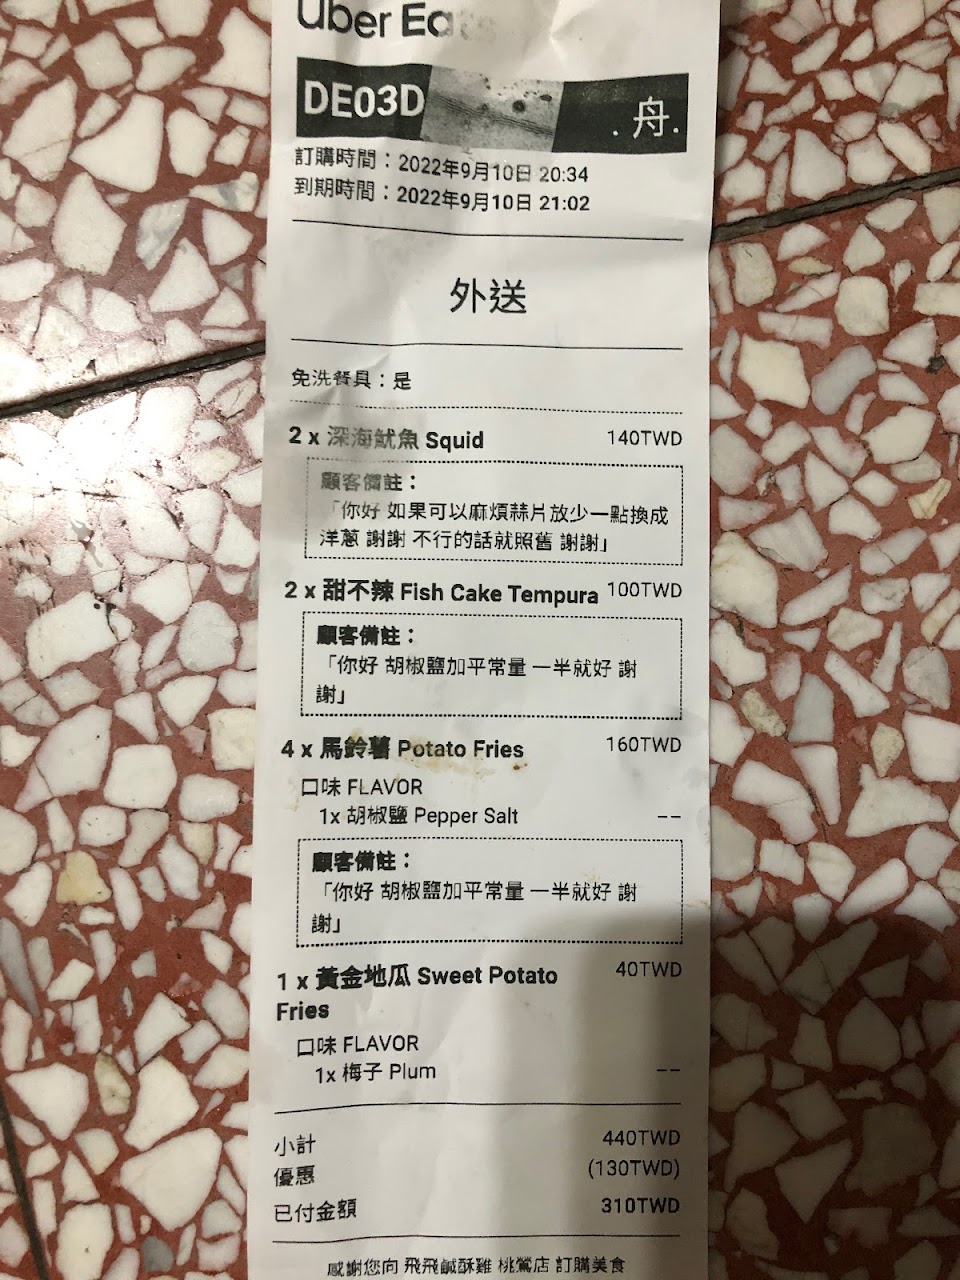 Uber Eats
DE03D
. 舟.
訂購時間：2022年9月10日 20:34
到期時間：2022年9月10日 21:02
外送
免洗餐具：是
2 x 深海魷魚 Squid 140TWD
顧客備註：
「你好 如果可以麻煩蒜片放少一點換成
洋蔥 謝謝 不行的話就照舊 謝謝」
2 x 甜不辣 Fish Cake Tempura 100TWD
顧客備註：
「你好 胡椒鹽加平常量 一半就好 謝
謝」
4 x 馬鈴薯 Potato Fries 160TWD
口味 FLAVOR
1x 胡椒鹽 Pepper Salt --
顧客備註：
「你好 胡椒鹽加平常量 一半就好 謝
謝」
1 x 黃金地瓜 Sweet Potato 40TWD
Fries
口味 FLAVOR
1x 梅子 Plum --
小計 440TWD
優惠 (130TWD)
已付金額 310TWD
感謝您向 飛飛鹹酥雞 桃鶯店 訂購美食